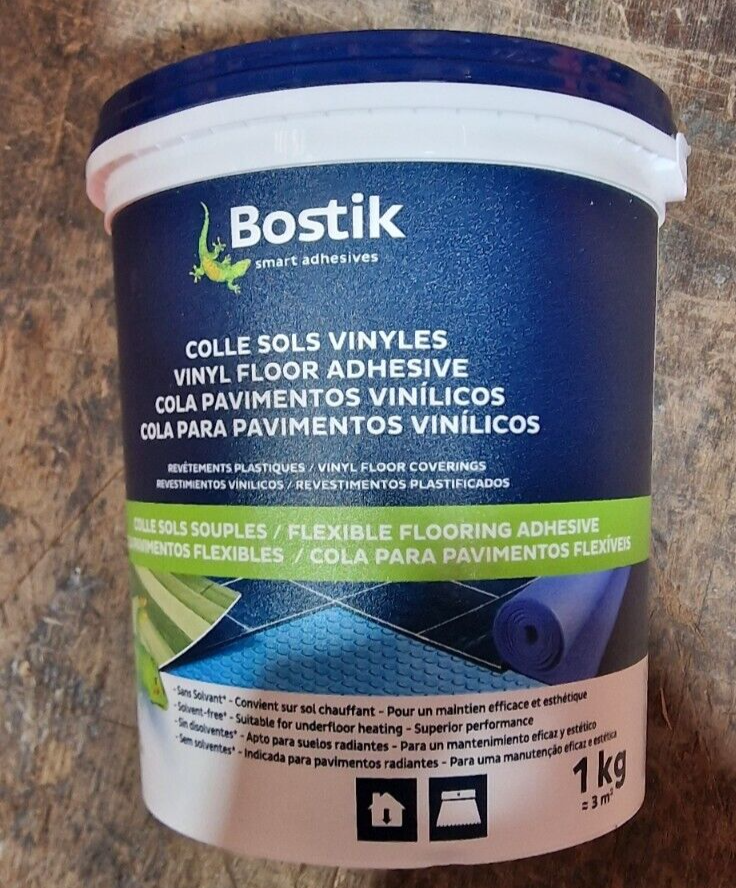 Bostik
smart adhesives
COLLE SOLS VINYLES
VINYL FLOOR ADHESIVE
COLA PAVIMENTOS VINÍLICOS
COLA PARA PAVIMENTOS VINÍLICOS
REVÊTEMENTS PLASTIQUES / VINYL FLOOR COVERINGS
REVESTIMIENTOS VINÍLICOS / REVESTIMENTOS PLASTIFICADOS
COLLE SOLS SOUPLES / FLEXIBLE FLOORING ADHESIVE
PAVIMENTOS FLEXIBLES / COLA PARA PAVIMENTOS FLEXÍVEIS
- Sans Solvant* - Convient sur sol chauffant - Pour un maintien efficace et esthétique
- Solvent-free* - Suitable for underfloor heating - Superior performance
- Sin disolventes* - Apto para suelos radiantes - Para un mantenimiento eficaz y estético
- Sem solventes* - Indicada para pavimentos radiantes - Para uma manutenção eficaz e estética
1 kg
≈ 3 m²